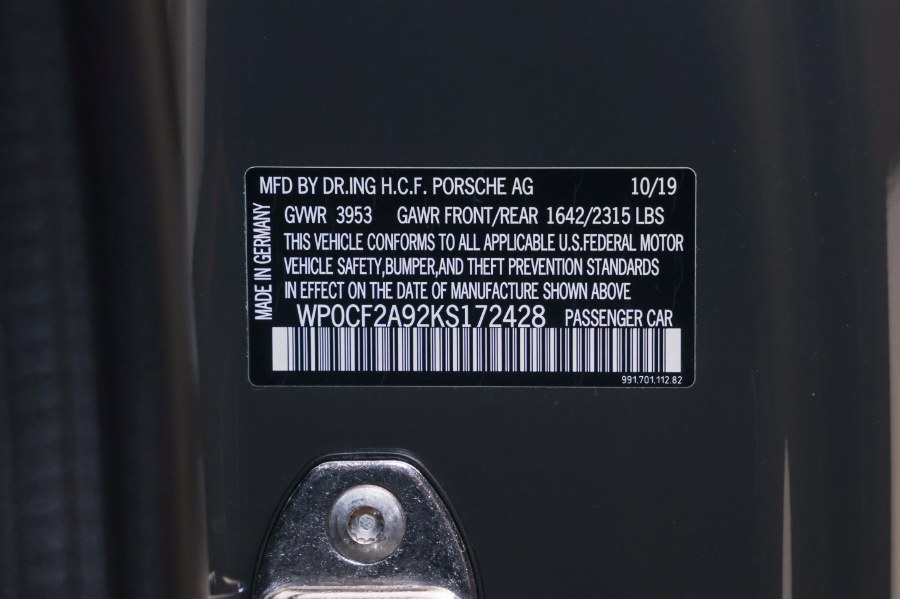 MFD BY DR.ING H.C.F. PORSCHE AG 10/19
GVWR 3953 GAWR FRONT/REAR 1642/2315 LBS
THIS VEHICLE CONFORMS TO ALL APPLICABLE U.S.FEDERAL MOTOR
VEHICLE SAFETY,BUMPER,AND THEFT PREVENTION STANDARDS
IN EFFECT ON THE DATE OF MANUFACTURE SHOWN ABOVE
WP0CF2A92KS172428 PASSENGER CAR
991.701.112.82
MADE IN GERMANY